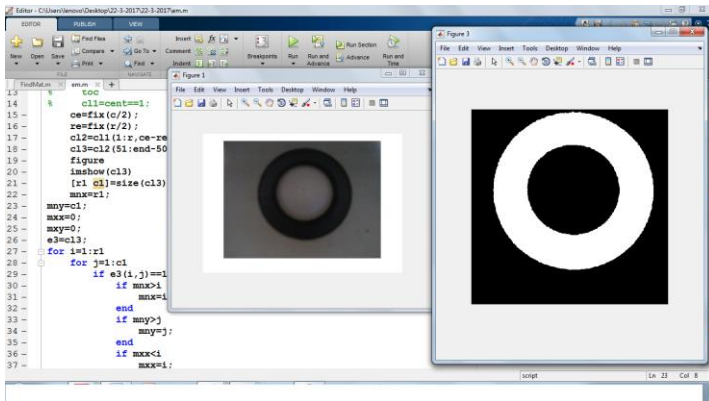 Editor - C:\Users\lenovo\Desktop\22-3-2017\22-3-2017\em.m
EDITOR PUBLISH VIEW
New Open Save
Find Files
Compare
Print
Go To
Find
Insert
Comment
Indent
Breakpoints
Run
Run and Advance
Run Section
Advance
Run and Time
FILE NAVIGATE
FindMat.m em.m
13 % toc
14 % cl1=cent==1;
15 - ce=fix(c/2);
16 - re=fix(r/2);
17 - cl2=cl1(1:r,ce-re
18 - cl3=cl2(51:end-50
19 - figure
20 - imshow(cl3)
21 - [r1 c1]=size(cl3)
22 - mnx=r1;
23 - mny=c1;
24 - mxx=0;
25 - mxy=0;
26 - e3=cl3;
27 - for i=1:r1
28 - for j=1:c1
29 - if e3(i,j)==1
30 - if mnx>i
31 - mnx=i
32 - end
33 - if mny>j
34 - mny=j;
35 - end
36 - if mxx<i
37 - mxx=i;
Figure 1
File Edit View Insert Tools Desktop Window Help
Figure 3
File Edit View Insert Tools Desktop Window Help
script Ln 23 Col 8